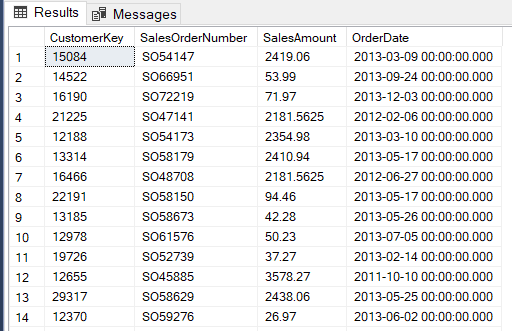 Results Messages
CustomerKey SalesOrderNumber SalesAmount OrderDate
1 15084 SO54147 2419.06 2013-03-09 00:00:00.000
2 14522 SO66951 53.99 2013-09-24 00:00:00.000
3 16190 SO72219 71.97 2013-12-03 00:00:00.000
4 21225 SO47141 2181.5625 2012-02-06 00:00:00.000
5 12188 SO54173 2354.98 2013-03-10 00:00:00.000
6 13314 SO58179 2410.94 2013-05-17 00:00:00.000
7 16466 SO48708 2181.5625 2012-06-27 00:00:00.000
8 22191 SO58150 94.46 2013-05-17 00:00:00.000
9 13185 SO58673 42.28 2013-05-26 00:00:00.000
10 12978 SO61576 50.23 2013-07-05 00:00:00.000
11 19726 SO52739 37.27 2013-02-14 00:00:00.000
12 12655 SO45885 3578.27 2011-10-10 00:00:00.000
13 29317 SO58629 2438.06 2013-05-25 00:00:00.000
14 12370 SO59276 26.97 2013-06-02 00:00:00.000